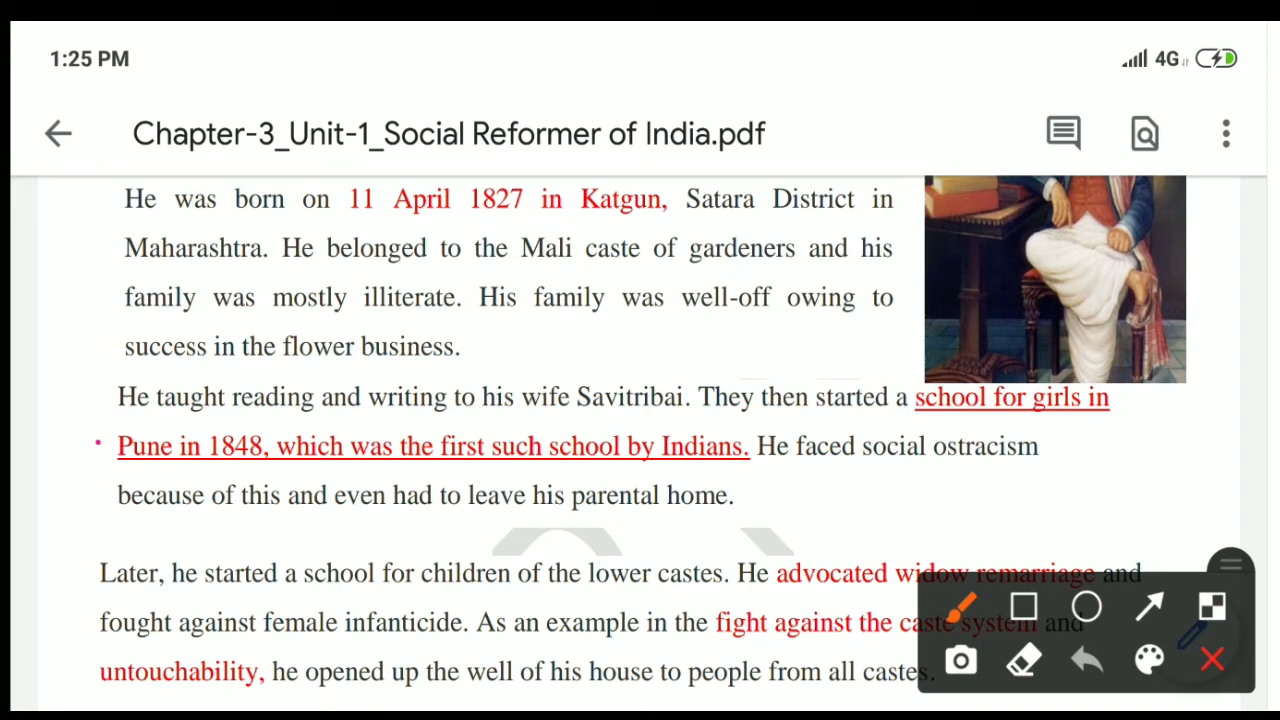 1:25 PM
4G
Chapter-3_Unit-1_Social Reformer of India.pdf
He was born on 11 April 1827 in Katgun, Satara District in
Maharashtra. He belonged to the Mali caste of gardeners and his
family was mostly illiterate. His family was well-off owing to
success in the flower business.
He taught reading and writing to his wife Savitribai. They then started a school for girls in
Pune in 1848, which was the first such school by Indians. He faced social ostracism
because of this and even had to leave his parental home.
Later, he started a school for children of the lower castes. He advocated widow remarriage and
fought against female infanticide. As an example in the fight against the caste system and
untouchability, he opened up the well of his house to people from all castes.